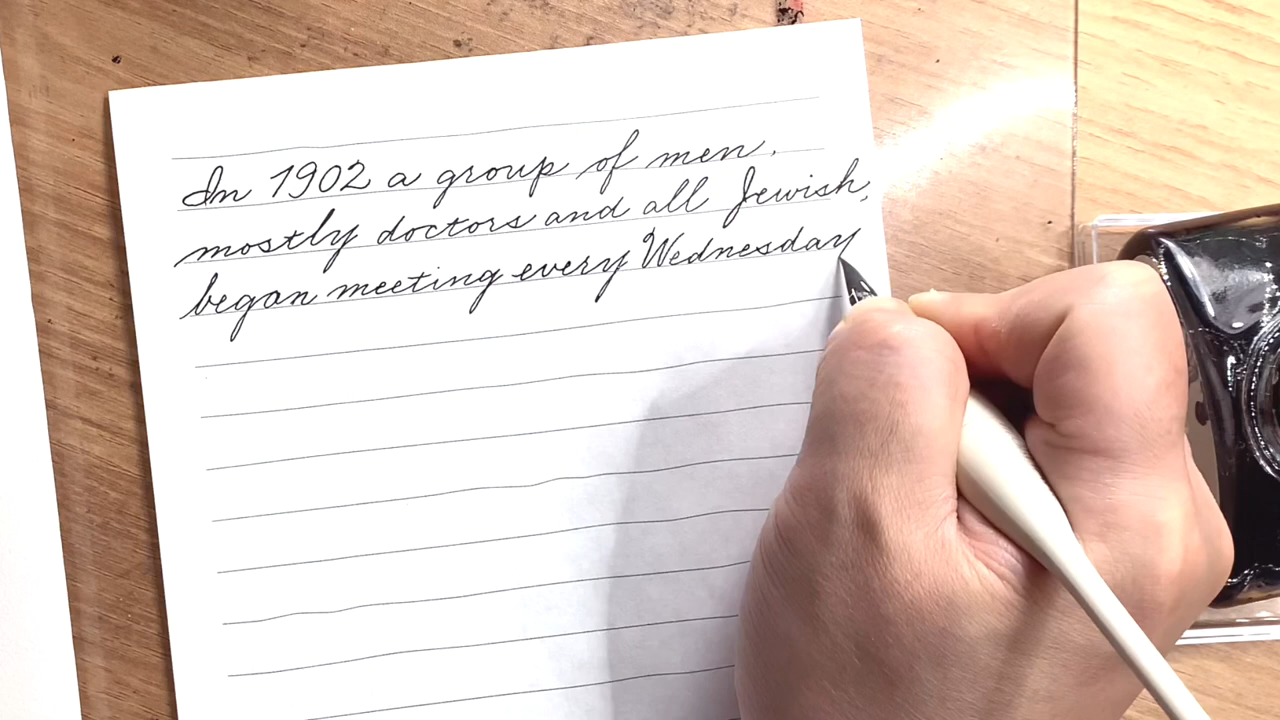 In 1902 a group of men,
mostly doctors and all Jewish,
began meeting every Wednesday